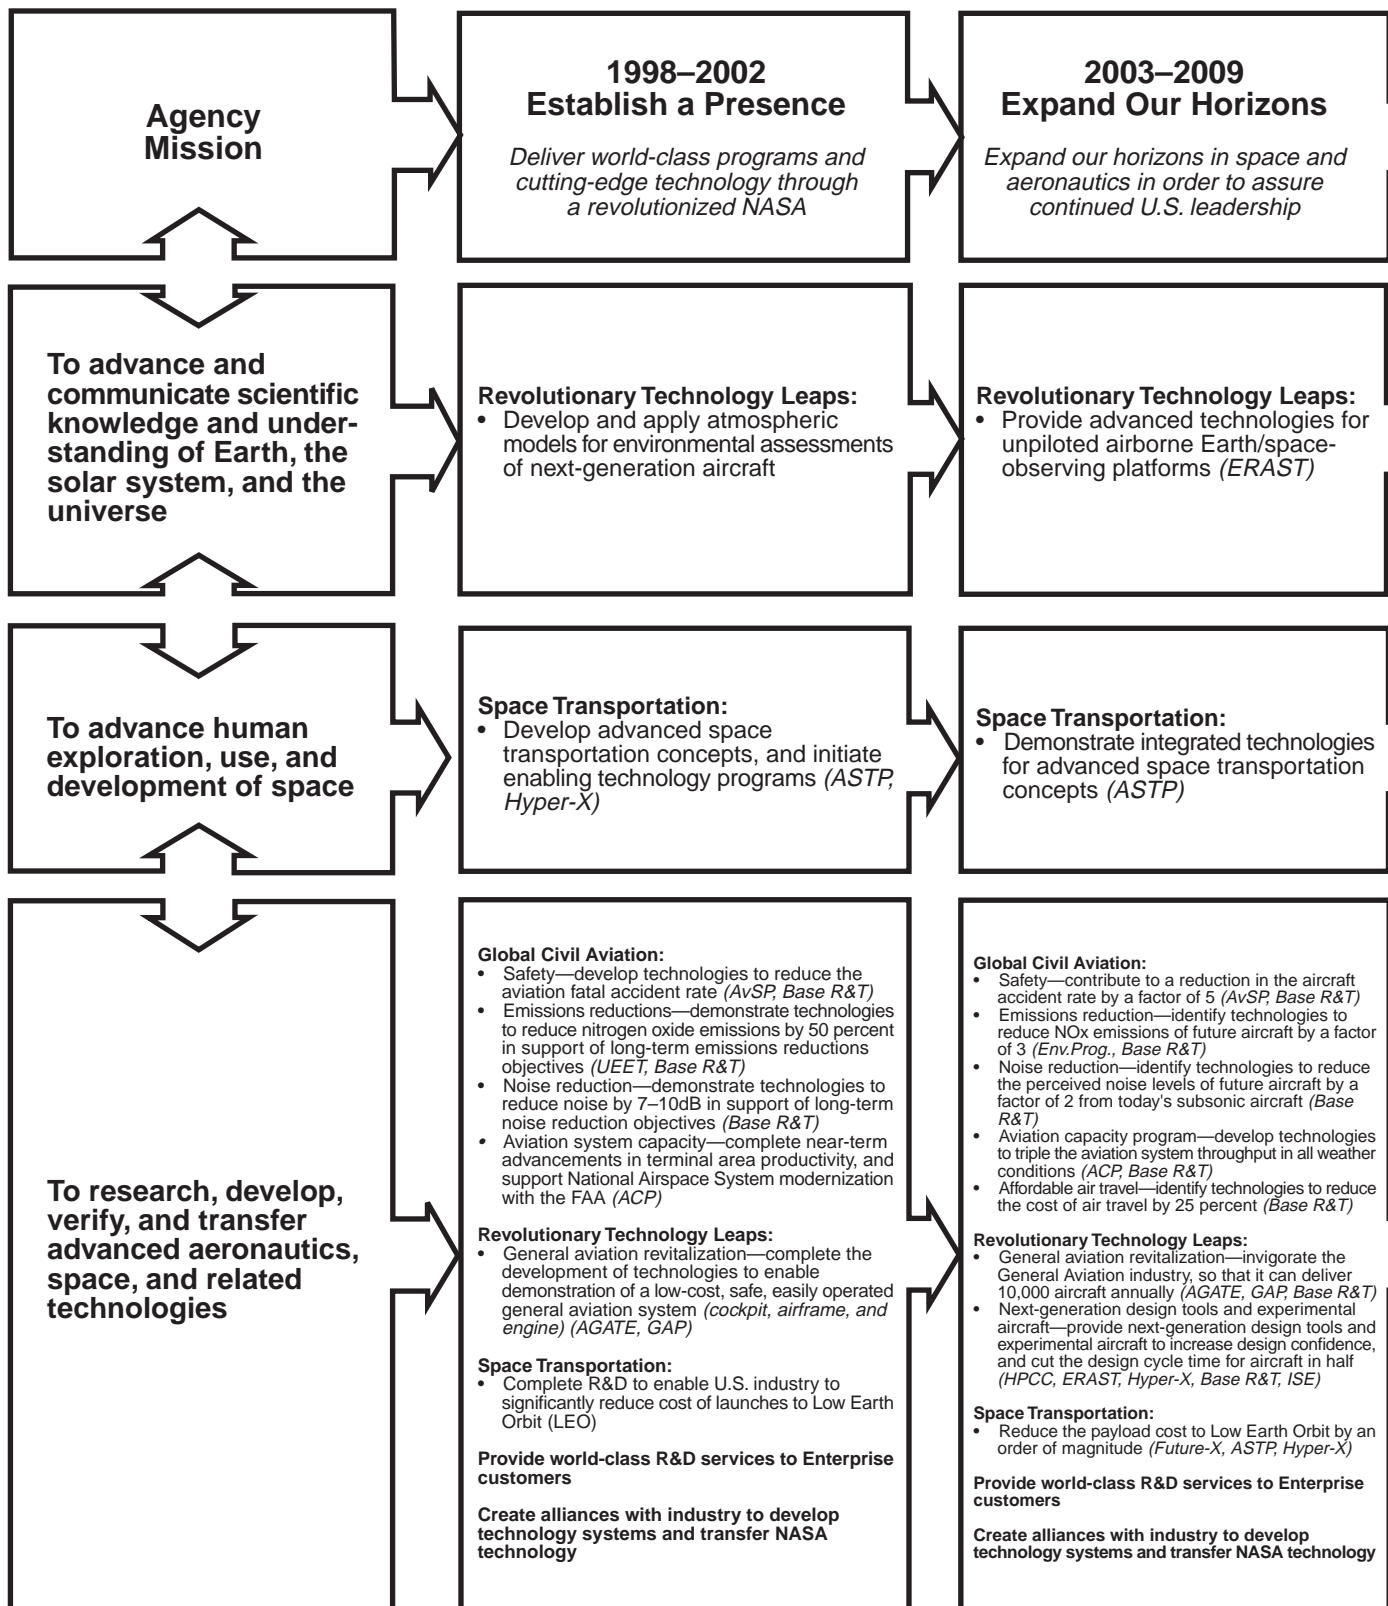 Agency
Mission
1998–2002
Establish a Presence
Deliver world-class programs and
cutting-edge technology through
a revolutionized NASA
2003–2009
Expand Our Horizons
Expand our horizons in space and
aeronautics in order to assure
continued U.S. leadership
To advance and
communicate scientific
knowledge and under-
standing of Earth, the
solar system, and the
universe
Revolutionary Technology Leaps:
• Develop and apply atmospheric
models for environmental assessments
of next-generation aircraft
Revolutionary Technology Leaps:
• Provide advanced technologies for
unpiloted airborne Earth/space-
observing platforms (ERAST)
To advance human
exploration, use, and
development of space
Space Transportation:
• Develop advanced space
transportation concepts, and initiate
enabling technology programs (ASTP,
Hyper-X)
Space Transportation:
• Demonstrate integrated technologies
for advanced space transportation
concepts (ASTP)
To research, develop,
verify, and transfer
advanced aeronautics,
space, and related
technologies
Global Civil Aviation:
• Safety—develop technologies to reduce the
aviation fatal accident rate (AvSP, Base R&T)
• Emissions reductions—demonstrate technologies
to reduce nitrogen oxide emissions by 50 percent
in support of long-term emissions reductions
objectives (UEET, Base R&T)
• Noise reduction—demonstrate technologies to
reduce noise by 7–10dB in support of long-term
noise reduction objectives (Base R&T)
• Aviation system capacity—complete near-term
advancements in terminal area productivity, and
support National Airspace System modernization
with the FAA (ACP)
Revolutionary Technology Leaps:
• General aviation revitalization—complete the
development of technologies to enable
demonstration of a low-cost, safe, easily operated
general aviation system (cockpit, airframe, and
engine) (AGATE, GAP)
Space Transportation:
• Complete R&D to enable U.S. industry to
significantly reduce cost of launches to Low Earth
Orbit (LEO)
Provide world-class R&D services to Enterprise
customers
Create alliances with industry to develop
technology systems and transfer NASA
technology
Global Civil Aviation:
• Safety—contribute to a reduction in the aircraft
accident rate by a factor of 5 (AvSP, Base R&T)
• Emissions reduction—identify technologies to
reduce NOx emissions of future aircraft by a factor
of 3 (Env.Prog., Base R&T)
• Noise reduction—identify technologies to reduce
the perceived noise levels of future aircraft by a
factor of 2 from today's subsonic aircraft (Base
R&T)
• Aviation capacity program—develop technologies
to triple the aviation system throughput in all weather
conditions (ACP, Base R&T)
• Affordable air travel—identify technologies to reduce
the cost of air travel by 25 percent (Base R&T)
Revolutionary Technology Leaps:
• General aviation revitalization—invigorate the
General Aviation industry, so that it can deliver
10,000 aircraft annually (AGATE, GAP, Base R&T)
• Next-generation design tools and experimental
aircraft—provide next-generation design tools and
experimental aircraft to increase design confidence,
and cut the design cycle time for aircraft in half
(HPCC, ERAST, Hyper-X, Base R&T, ISE)
Space Transportation:
• Reduce the payload cost to Low Earth Orbit by an
order of magnitude (Future-X, ASTP, Hyper-X)
Provide world-class R&D services to Enterprise
customers
Create alliances with industry to develop
technology systems and transfer NASA technology